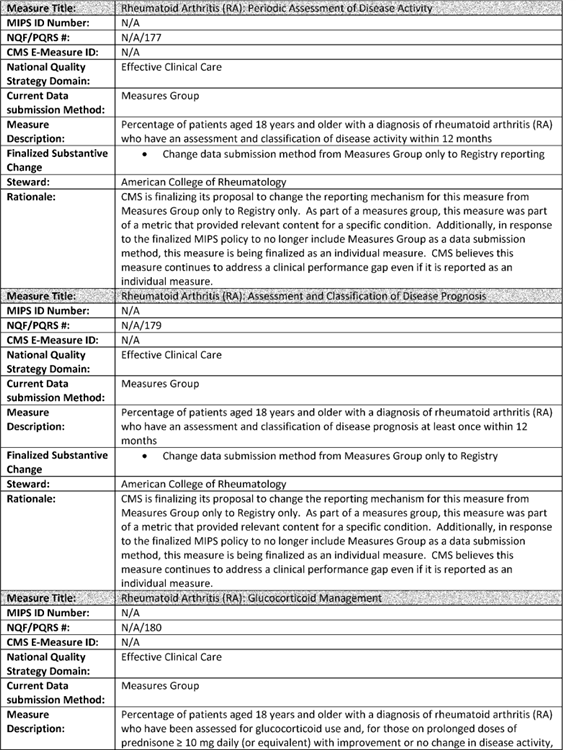 Measure Title: Rheumatoid Arthritis (RA): Periodic Assessment of Disease Activity
MIPS ID Number: N/A
NQF/PQRS #: N/A/177
CMS E-Measure ID: N/A
National Quality Effective Clinical Care
Strategy Domain:
Current Data Measures Group
submission Method:
Measure Percentage of patients aged 18 years and older with a diagnosis of rheumatoid arthritis (RA)
Description: who have an assessment and classification of disease activity within 12 months
Finalized Substantive • Change data submission method from Measures Group only to Registry reporting
Change
Steward: American College of Rheumatology
Rationale: CMS is finalizing its proposal to change the reporting mechanism for this measure from
Measures Group only to Registry only. As part of a measures group, this measure was part
of a metric that provided relevant content for a specific condition. Additionally, in response
to the finalized MIPS policy to no longer include Measures Group as a data submission
method, this measure is being finalized as an individual measure. CMS believes this
measure continues to address a clinical performance gap even if it is reported as an
individual measure.
Measure Title: Rheumatoid Arthritis (RA): Assessment and Classification of Disease Prognosis
MIPS ID Number: N/A
NQF/PQRS #: N/A/179
CMS E-Measure ID: N/A
National Quality Effective Clinical Care
Strategy Domain:
Current Data Measures Group
submission Method:
Measure Percentage of patients aged 18 years and older with a diagnosis of rheumatoid arthritis (RA)
Description: who have an assessment and classification of disease prognosis at least once within 12
months
Finalized Substantive • Change data submission method from Measures Group only to Registry
Change
Steward: American College of Rheumatology
Rationale: CMS is finalizing its proposal to change the reporting mechanism for this measure from
Measures Group only to Registry only. As part of a measures group, this measure was part
of a metric that provided relevant content for a specific condition. Additionally, in response
to the finalized MIPS policy to no longer include Measures Group as a data submission
method, this measure is being finalized as an individual measure. CMS believes this
measure continues to address a clinical performance gap even if it is reported as an
individual measure.
Measure Title: Rheumatoid Arthritis (RA): Glucocorticoid Management
MIPS ID Number: N/A
NQF/PQRS #: N/A/180
CMS E-Measure ID: N/A
National Quality Effective Clinical Care
Strategy Domain:
Current Data Measures Group
submission Method:
Measure Percentage of patients aged 18 years and older with a diagnosis of rheumatoid arthritis (RA)
Description: who have been assessed for glucocorticoid use and, for those on prolonged doses of
prednisone ≥ 10 mg daily (or equivalent) with improvement or no change in disease activity,